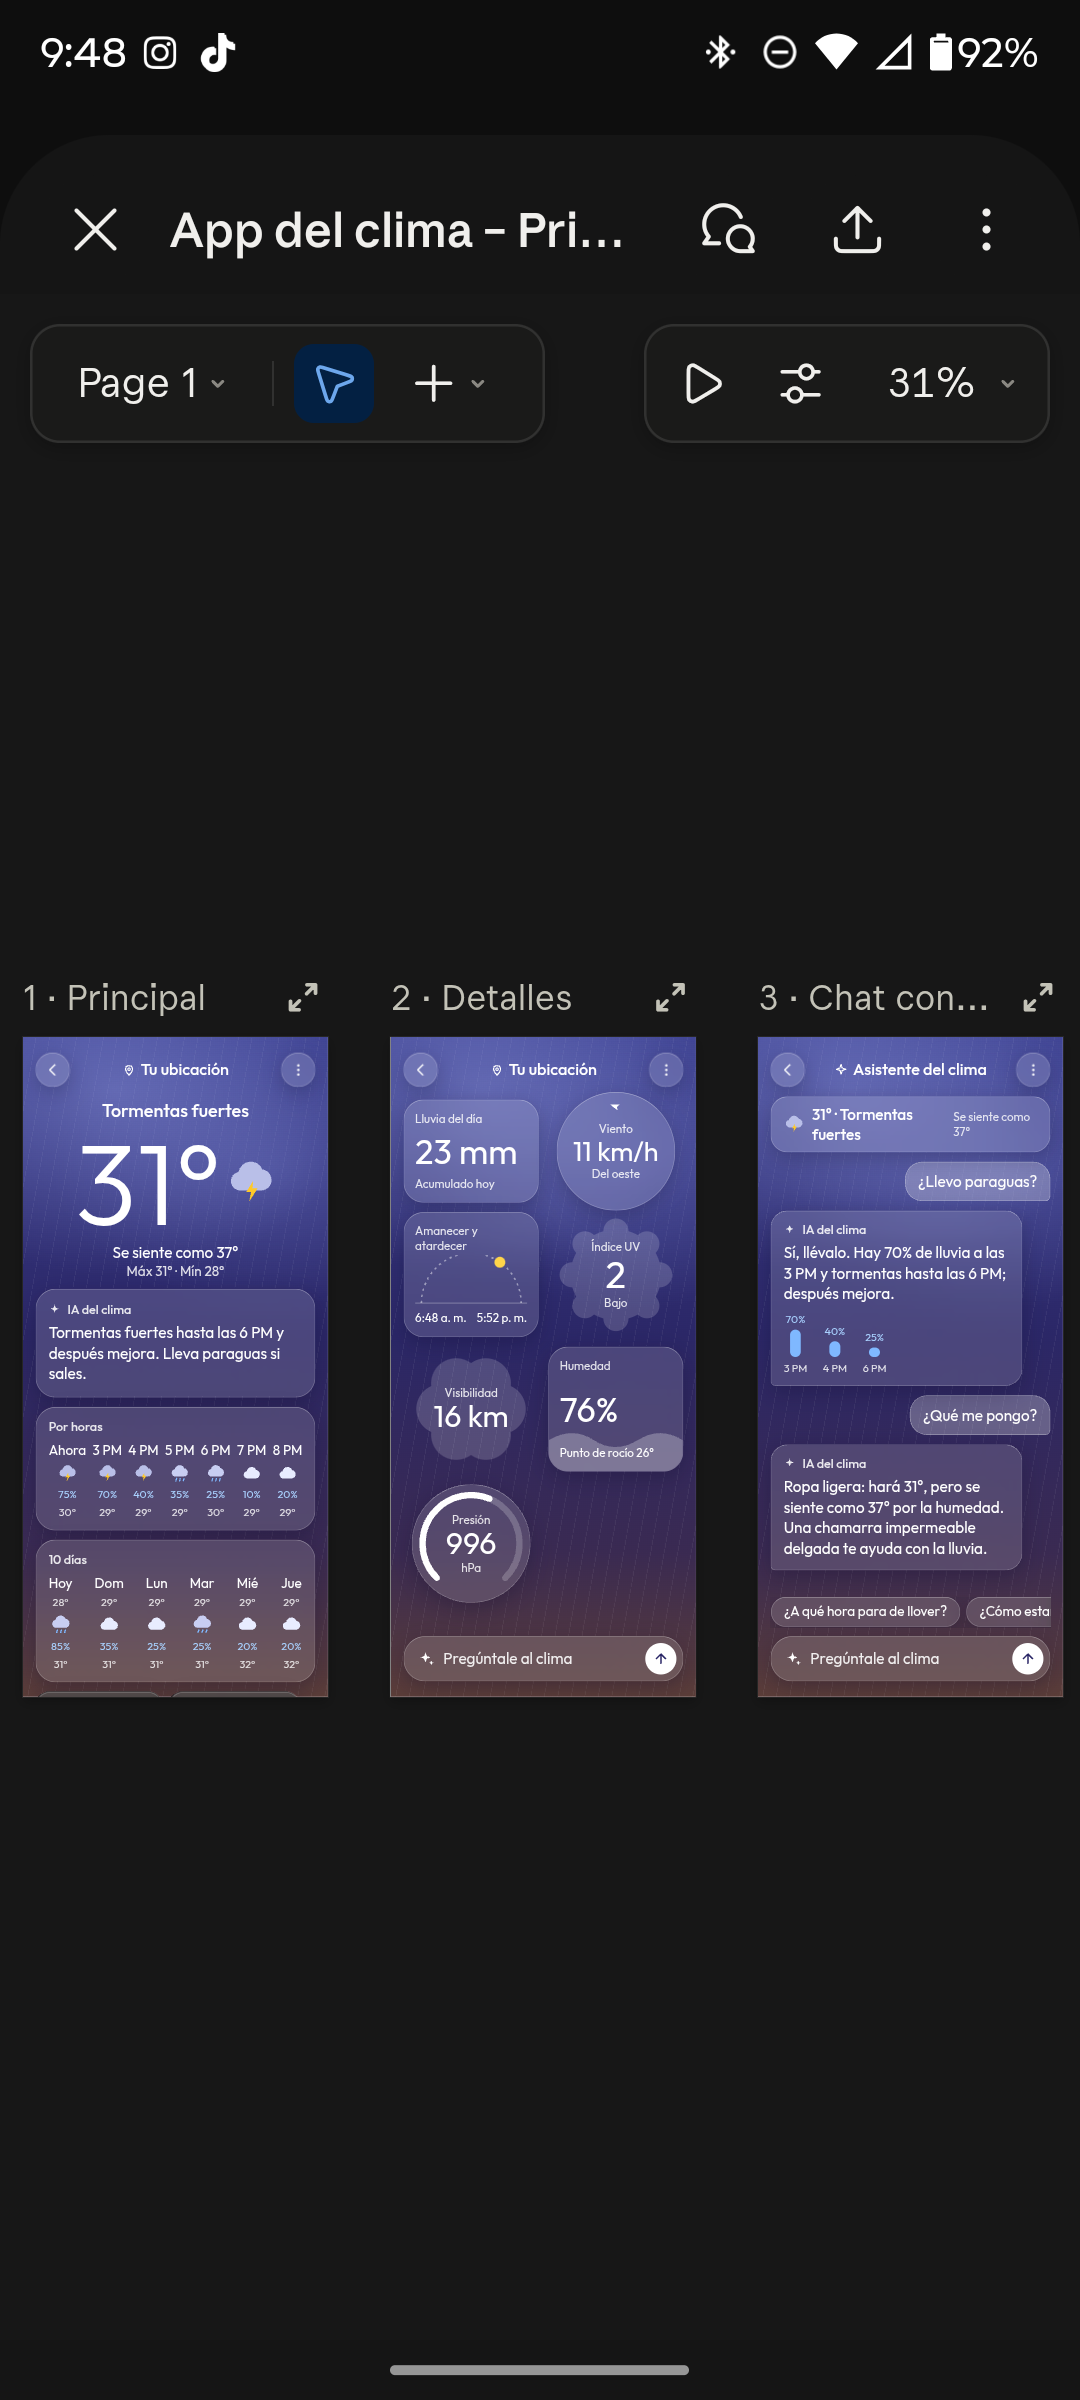 9:48
92%
App del clima – Pri...
Page 1
31%
1 · Principal
Tu ubicación
Tormentas fuertes
31°
Se siente como 37°
Máx 31° · Mín 28°
IA del clima
Tormentas fuertes hasta las 6 PM y
después mejora. Lleva paraguas si
sales.
Por horas
Ahora 3 PM 4 PM 5 PM 6 PM 7 PM 8 PM
75% 70% 40% 35% 25% 10% 20%
30° 29° 29° 29° 30° 29° 29°
10 días
Hoy Dom Lun Mar Mié Jue
28° 29° 29° 29° 29° 29°
85% 35% 25% 25% 20% 20%
31° 31° 31° 31° 32° 32°
2 · Detalles
Tu ubicación
Lluvia del día
23 mm
Acumulado hoy
Viento
11 km/h
Del oeste
Amanecer y
atardecer
6:48 a. m. 5:52 p. m.
Índice UV
2
Bajo
Visibilidad
16 km
Humedad
76%
Punto de rocío 26°
Presión
996
hPa
Pregúntale al clima
3 · Chat con...
Asistente del clima
31° · Tormentas
fuertes
Se siente como
37°
¿Llevo paraguas?
IA del clima
Sí, llévalo. Hay 70% de lluvia a las
3 PM y tormentas hasta las 6 PM;
después mejora.
70% 40% 25%
3 PM 4 PM 6 PM
¿Qué me pongo?
IA del clima
Ropa ligera: hará 31°, pero se
siente como 37° por la humedad.
Una chamarra impermeable
delgada te ayuda con la lluvia.
¿A qué hora para de llover?
¿Cómo esta
Pregúntale al clima